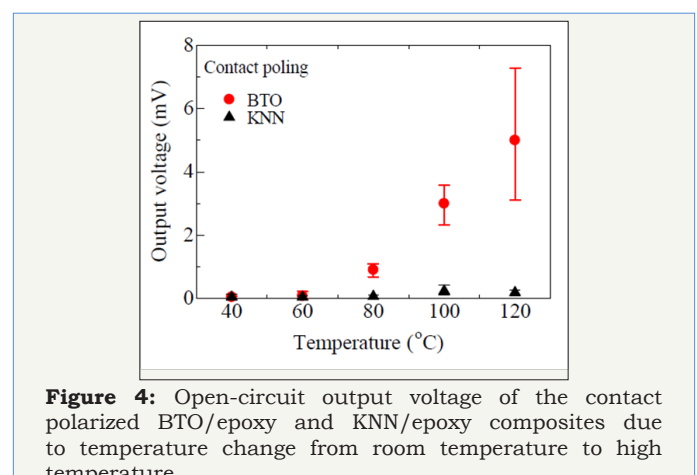 8
Contact poling
BTO
KNN
6
4
2
0
Output voltage (mV)
40 60 80 100 120
Temperature (°C)
Figure 4: Open-circuit output voltage of the contact
polarized BTO/epoxy and KNN/epoxy composites due
to temperature change from room temperature to high
temperature